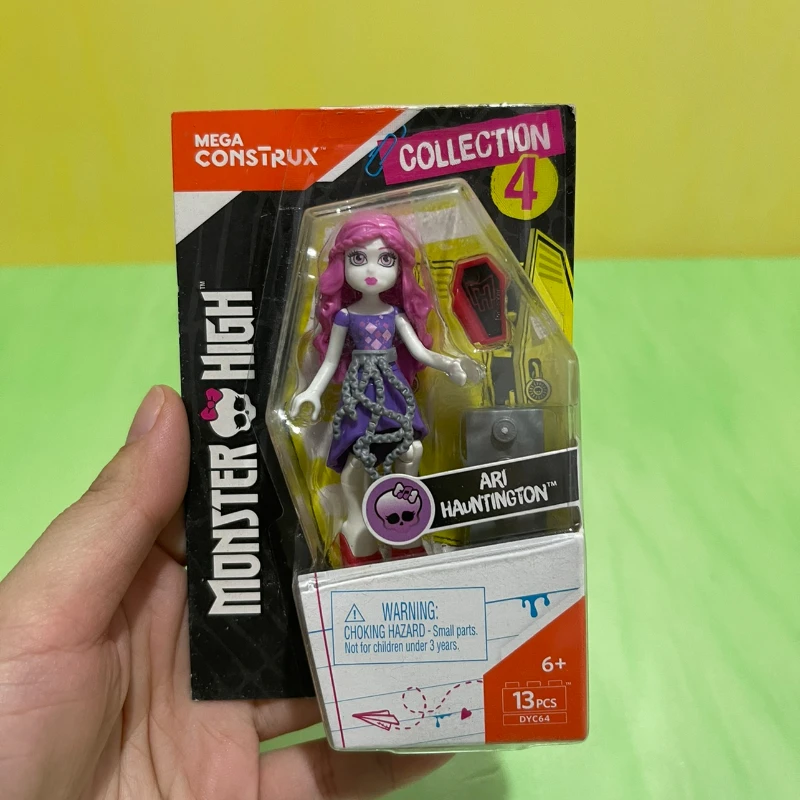 MEGA
CONSTRUX™
COLLECTION
4
MONSTER HIGH™
ARI
HAUNTINGTON™
WARNING:
CHOKING HAZARD - Small parts.
Not for children under 3 years.
6+
13 PCS
DYC64